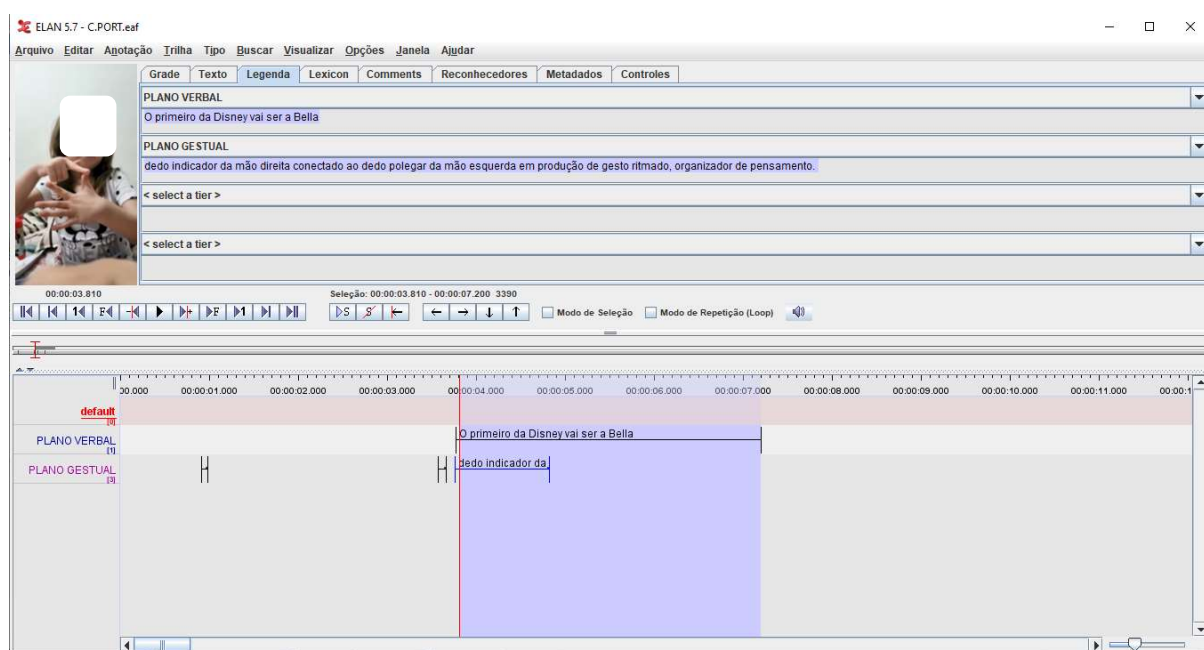 ELAN 5.7 - C.PORT.eaf
Arquivo Editar Anotação Trilha Tipo Buscar Visualizar Opções Janela Ajudar
Grade Texto Legenda Lexicon Comments Reconhecedores Metadados Controles
PLANO VERBAL
O primeiro da Disney vai ser a Bella
PLANO GESTUAL
dedo indicador da mão direita conectado ao dedo polegar da mão esquerda em produção de gesto ritmado, organizador de pensamento.
< select a tier >
< select a tier >
00:00:03.810 Seleção: 00:00:03.810 - 00:00:07.200 3390
Modo de Seleção Modo de Repetição (Loop)
00.000 00:00:01.000 00:00:02.000 00:00:03.000 00:00:04.000 00:00:05.000 00:00:06.000 00:00:07.000 00:00:08.000 00:00:09.000 00:00:10.000 00:00:11.000 00:00:1
default
[0]
PLANO VERBAL O primeiro da Disney vai ser a Bella
[1]
PLANO GESTUAL dedo indicador da
[3]